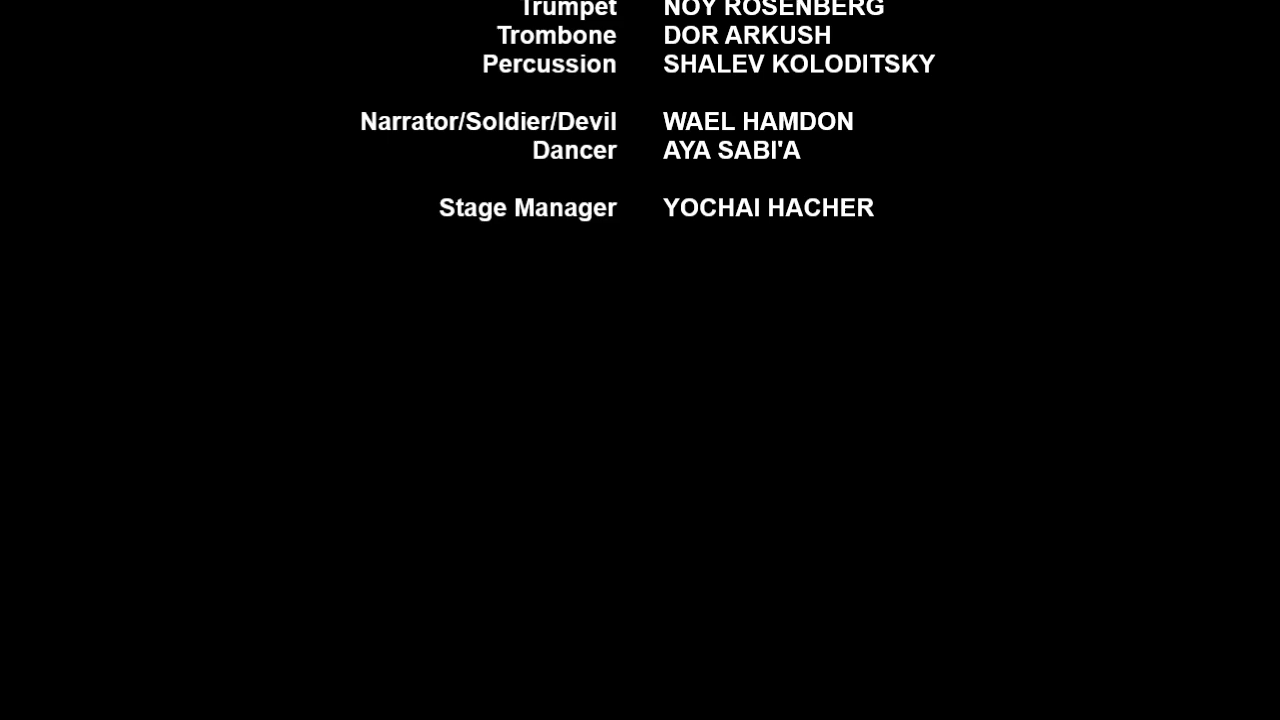 Trumpet NOY ROSENBERG
Trombone DOR ARKUSH
Percussion SHALEV KOLODITSKY
Narrator/Soldier/Devil WAEL HAMDON
Dancer AYA SABI'A
Stage Manager YOCHAI HACHER